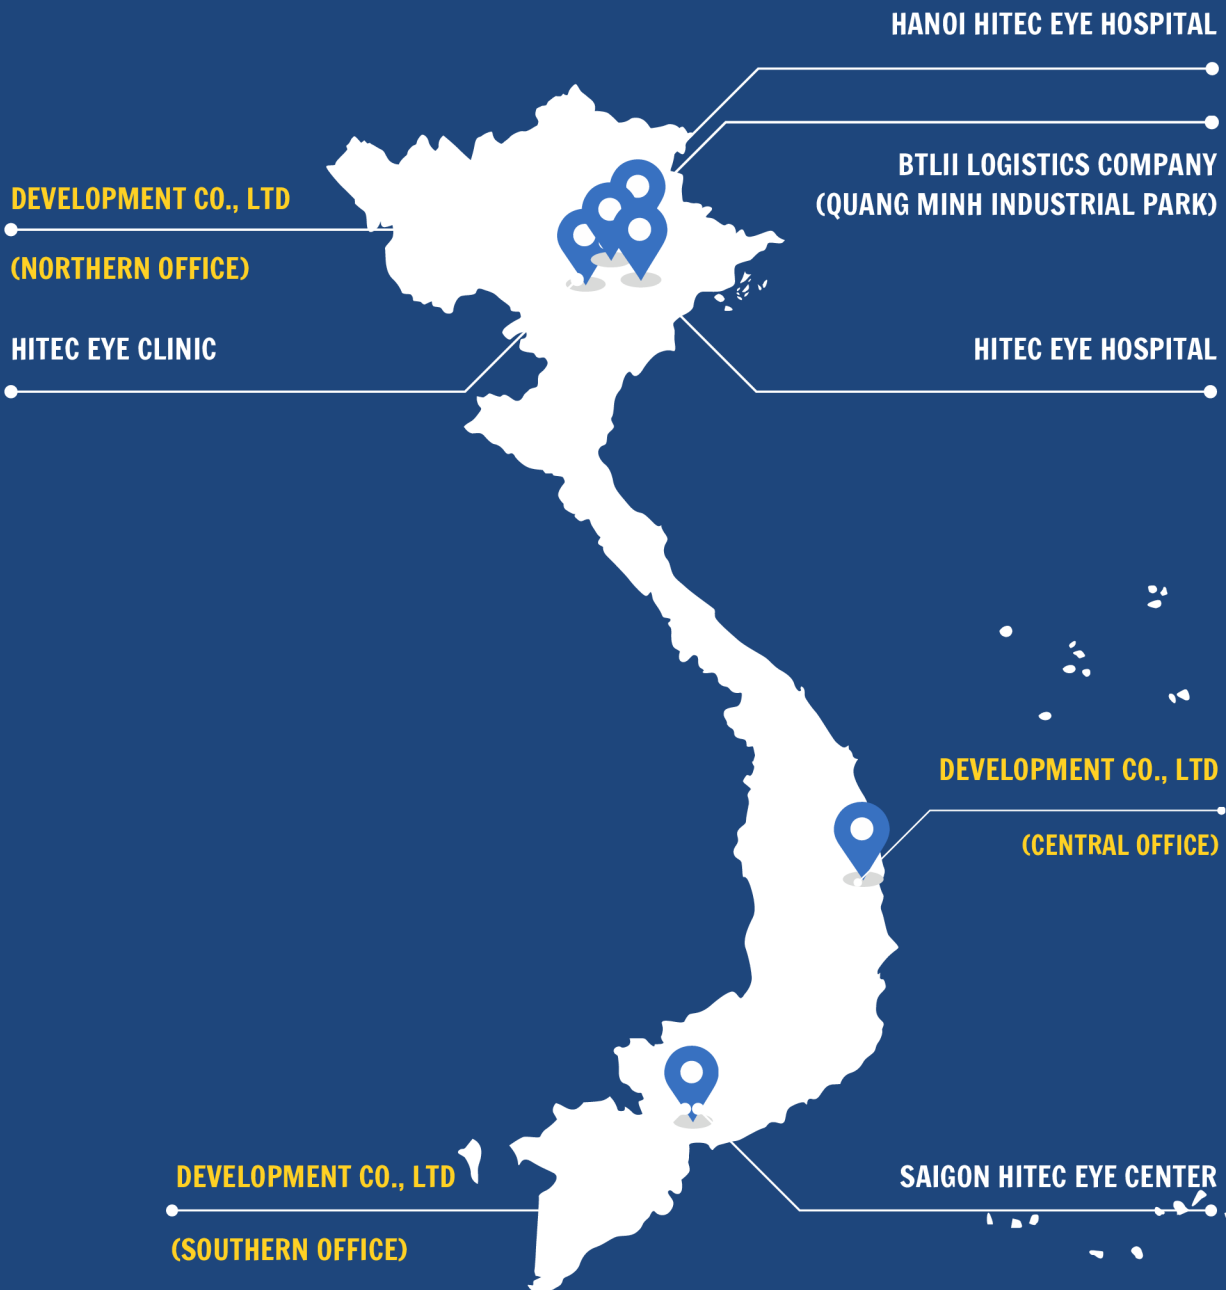 HANOI HITEC EYE HOSPITAL
BTLII LOGISTICS COMPANY
(QUANG MINH INDUSTRIAL PARK)
DEVELOPMENT CO., LTD
(NORTHERN OFFICE)
HITEC EYE CLINIC
HITEC EYE HOSPITAL
DEVELOPMENT CO., LTD
(CENTRAL OFFICE)
DEVELOPMENT CO., LTD
(SOUTHERN OFFICE)
SAIGON HITEC EYE CENTER